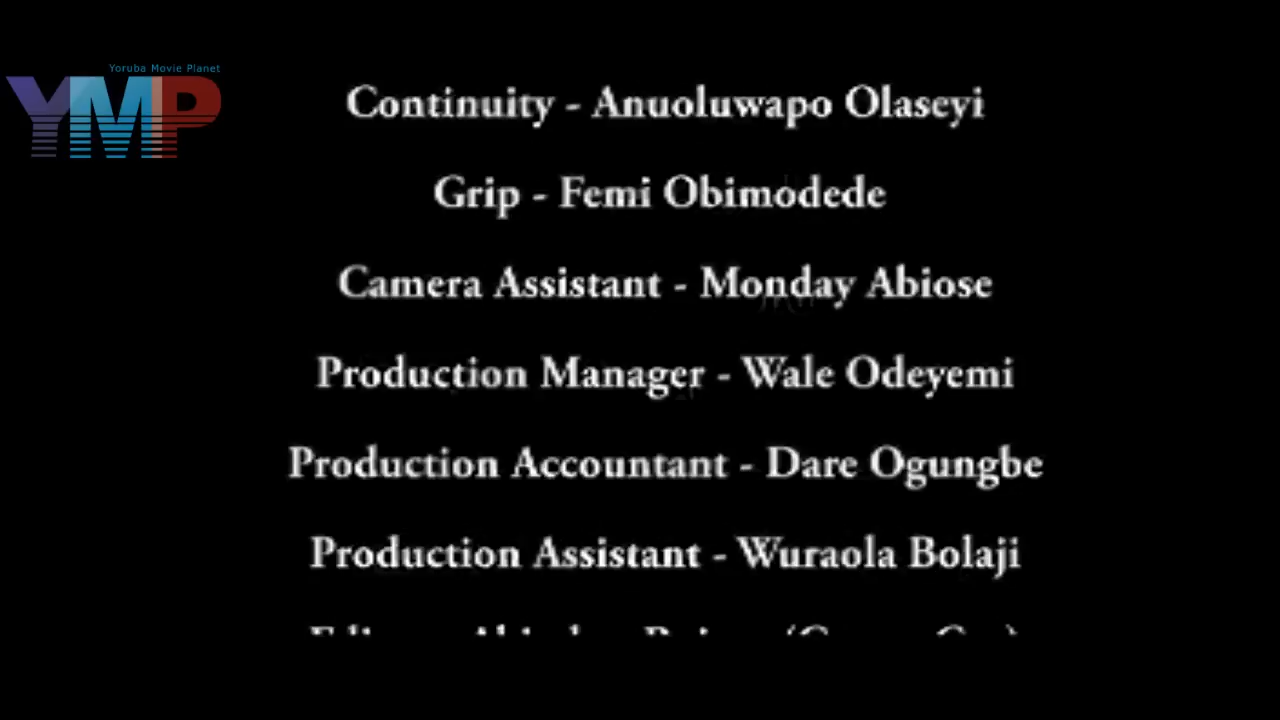 Yoruba Movie Planet
YMP
Continuity - Anuoluwapo Olaseyi
Grip - Femi Obimodede
Camera Assistant - Monday Abiose
Production Manager - Wale Odeyemi
Production Accountant - Dare Ogungbe
Production Assistant - Wuraola Bolaji